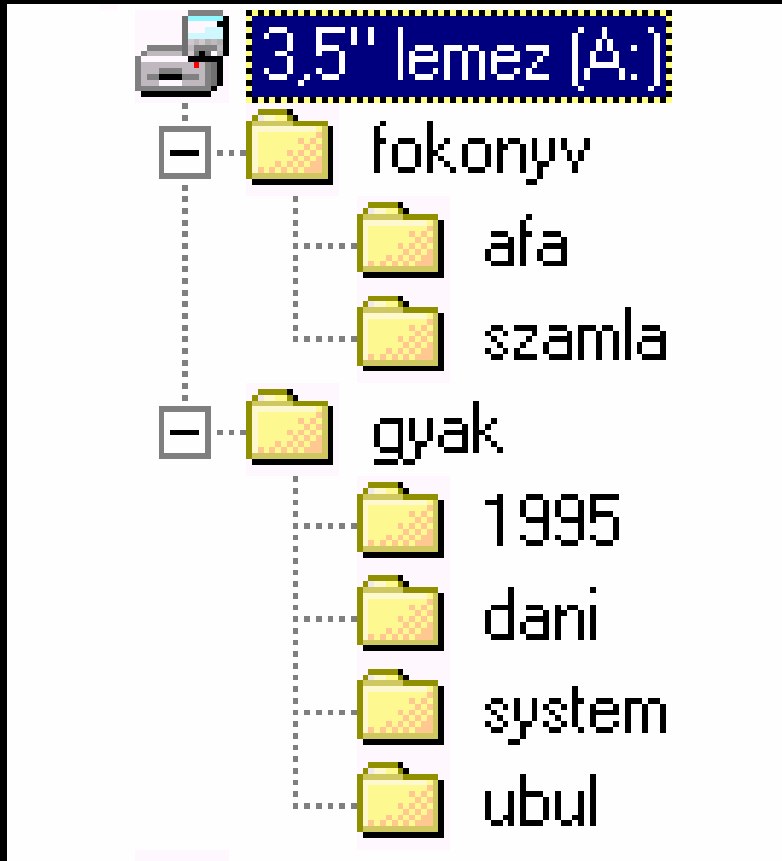 3,5" lemez (A:)
fokonyv
afa
szamla
gyak
1995
dani
system
ubul